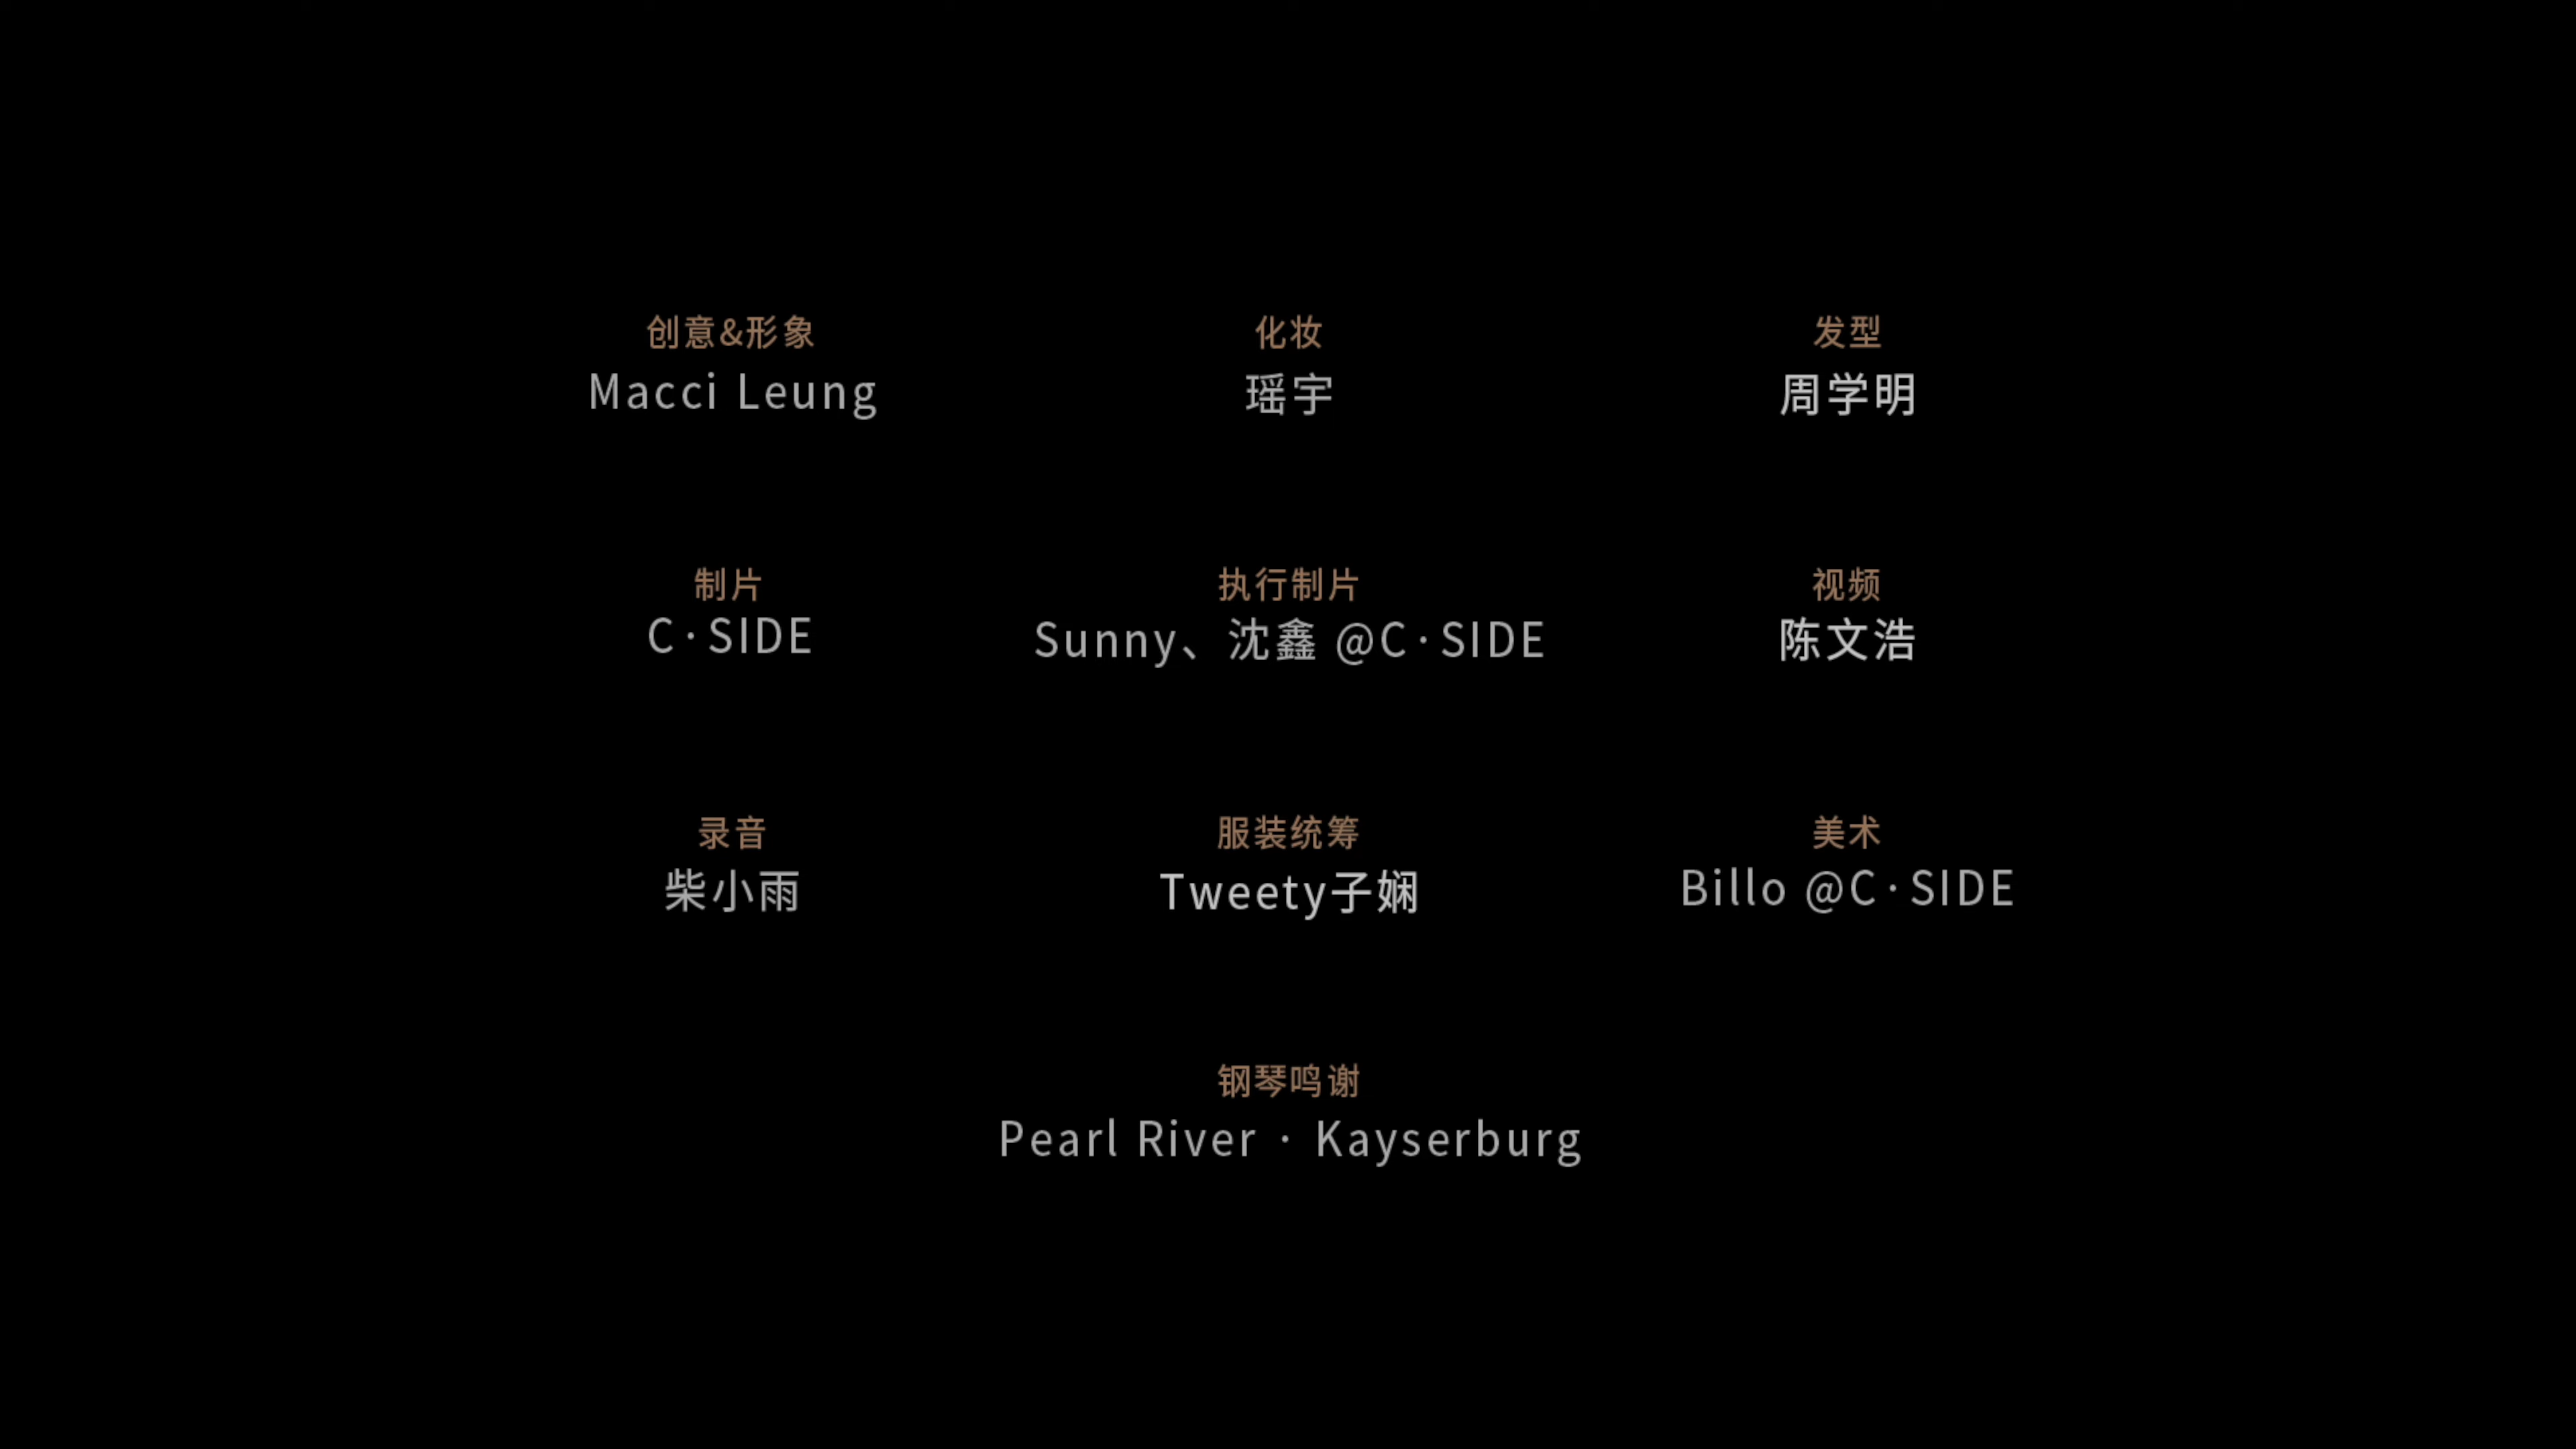 创意&形象
Macci Leung
化妆
瑶宇
发型
周学明
制片
C·SIDE
执行制片
Sunny、沈鑫 @C·SIDE
视频
陈文浩
录音
柴小雨
服装统筹
Tweety子娴
美术
Billo @C·SIDE
钢琴鸣谢
Pearl River · Kayserburg